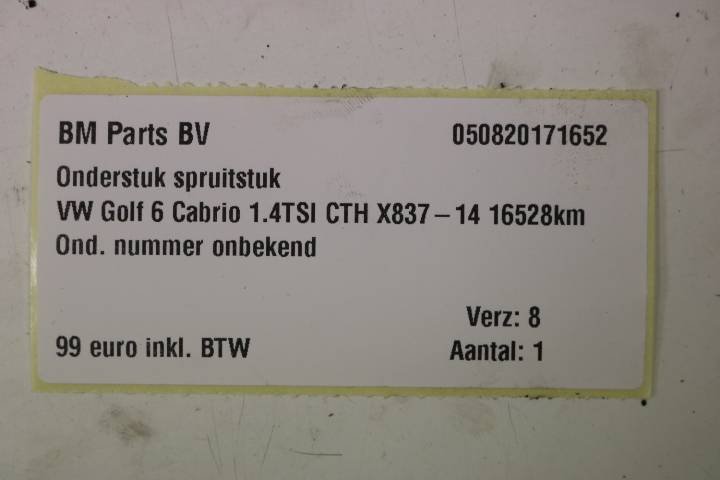 BM Parts BV 050820171652
Onderstuk spruitstuk
VW Golf 6 Cabrio 1.4TSI CTH X837-14 16528km
Ond. nummer onbekend
Verz: 8
99 euro inkl. BTW Aantal: 1